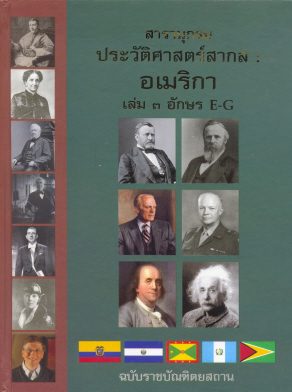 สารานุกรม
ประวัติศาสตร์สากล :
อเมริกา
เล่ม ๓ อักษร E-G
ฉบับราชบัณฑิตยสถาน